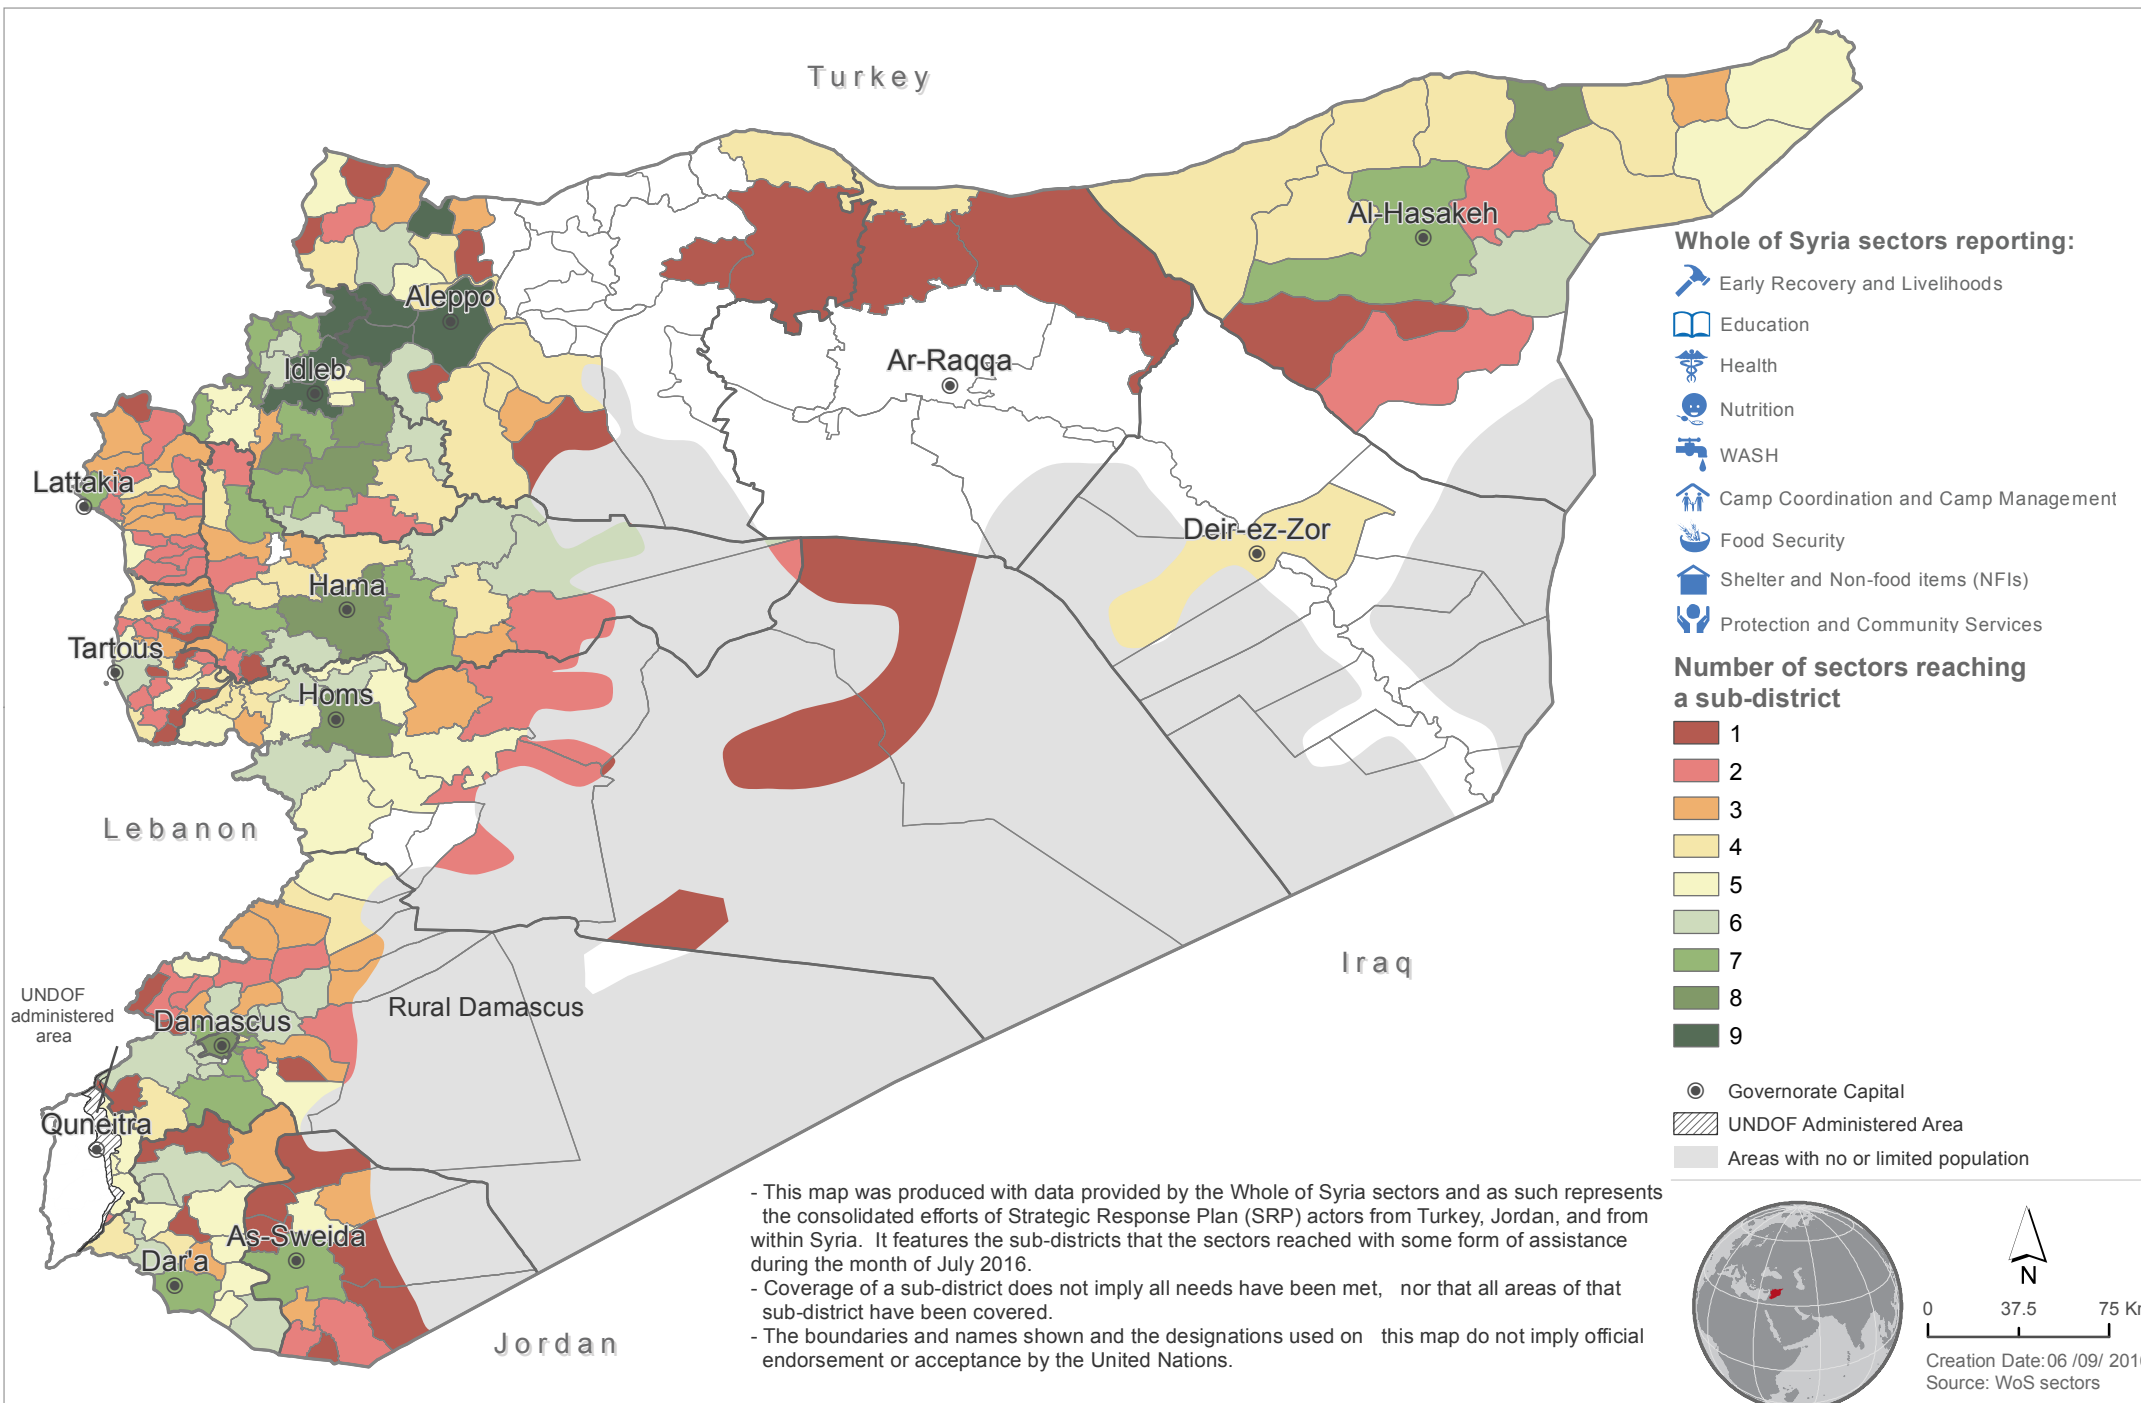 Turkey
Al-Hasakeh
Aleppo
Idleb
Ar-Raqqa
Lattakia
Deir-ez-Zor
Hama
Tartous
Homs
Lebanon
Iraq
Rural Damascus
UNDOF
administered
area
Damascus
Quneitra
As-Sweida
Dar'a
Jordan
Whole of Syria sectors reporting:
Early Recovery and Livelihoods
Education
Health
Nutrition
WASH
Camp Coordination and Camp Management
Food Security
Shelter and Non-food items (NFIs)
Protection and Community Services
Number of sectors reaching
a sub-district
1
2
3
4
5
6
7
8
9
Governorate Capital
UNDOF Administered Area
Areas with no or limited population
- This map was produced with data provided by the Whole of Syria sectors and as such represents
the consolidated efforts of Strategic Response Plan (SRP) actors from Turkey, Jordan, and from
within Syria. It features the sub-districts that the sectors reached with some form of assistance
during the month of July 2016.
- Coverage of a sub-district does not imply all needs have been met, nor that all areas of that
sub-district have been covered.
- The boundaries and names shown and the designations used on this map do not imply official
endorsement or acceptance by the United Nations.
N
0 37.5 75 Km
Creation Date:06 /09/ 2016
Source: WoS sectors